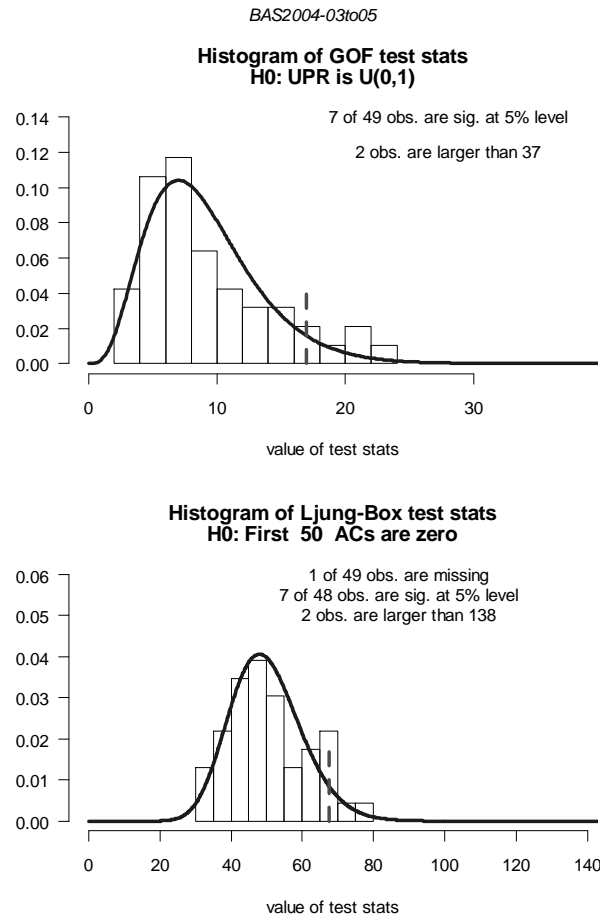 BAS2004-03to05
Histogram of GOF test stats
H0: UPR is U(0,1)
7 of 49 obs. are sig. at 5% level
2 obs. are larger than 37
0.14
0.12
0.10
0.08
0.06
0.04
0.02
0.00
0 10 20 30
value of test stats
Histogram of Ljung-Box test stats
H0: First 50 ACs are zero
1 of 49 obs. are missing
7 of 48 obs. are sig. at 5% level
2 obs. are larger than 138
0.06
0.05
0.04
0.03
0.02
0.01
0.00
0 20 40 60 80 100 120 140
value of test stats